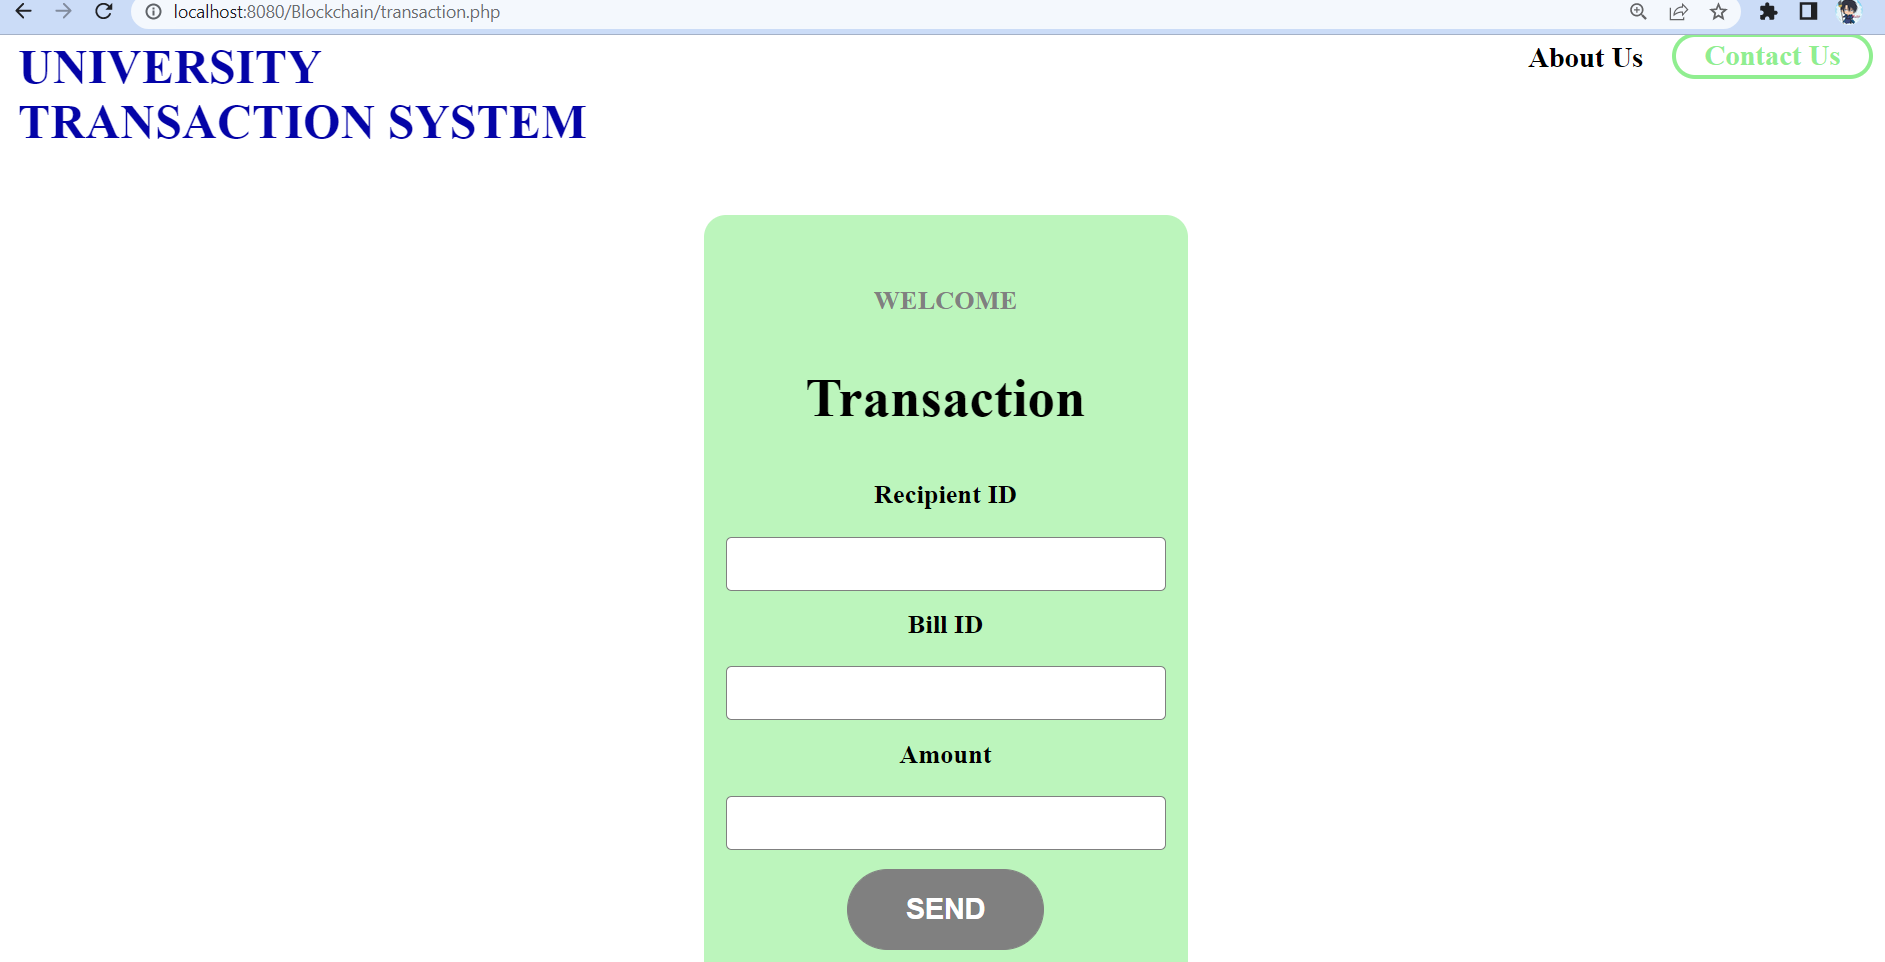 localhost:8080/Blockchain/transaction.php
UNIVERSITY
TRANSACTION SYSTEM
About Us
Contact Us
WELCOME
Transaction
Recipient ID
Bill ID
Amount
SEND